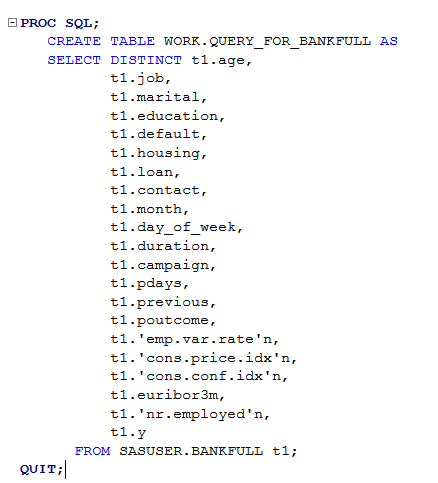 PROC SQL;
CREATE TABLE WORK.QUERY_FOR_BANKFULL AS
SELECT DISTINCT t1.age,
t1.job,
t1.marital,
t1.education,
t1.default,
t1.housing,
t1.loan,
t1.contact,
t1.month,
t1.day_of_week,
t1.duration,
t1.campaign,
t1.pdays,
t1.previous,
t1.poutcome,
t1.'emp.var.rate'n,
t1.'cons.price.idx'n,
t1.'cons.conf.idx'n,
t1.euribor3m,
t1.'nr.employed'n,
t1.y
FROM SASUSER.BANKFULL t1;
QUIT;